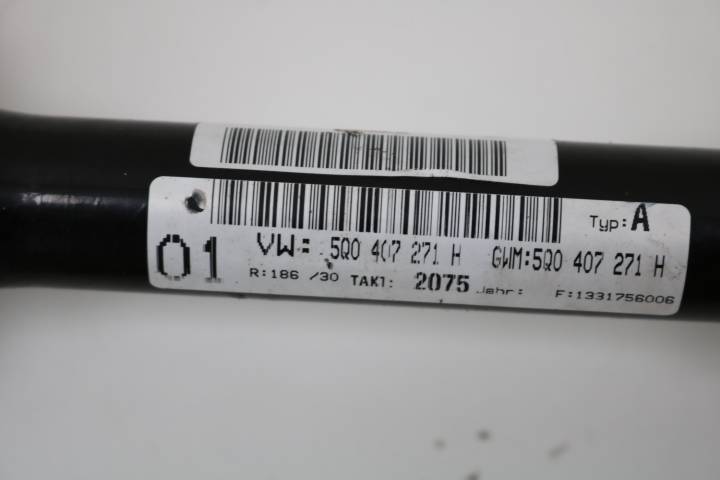 Typ: A
01 VW: 5Q0 407 271 H GWM:5Q0 407 271 H
R:186 /30 TAKT: 2075 Jahr: F:1331756006